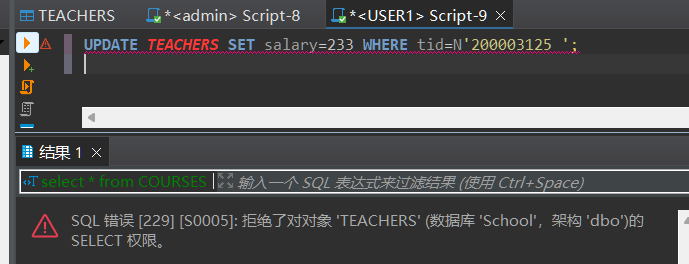 TEACHERS
*<admin> Script-8
*<USER1> Script-9
UPDATE TEACHERS SET salary=233 WHERE tid=N'200003125 ';
结果 1
select * from COURSES
输入一个 SQL 表达式来过滤结果 (使用 Ctrl+Space)
SQL 错误 [229] [S0005]: 拒绝了对对象 'TEACHERS' (数据库 'School'，架构 'dbo')的
SELECT 权限。